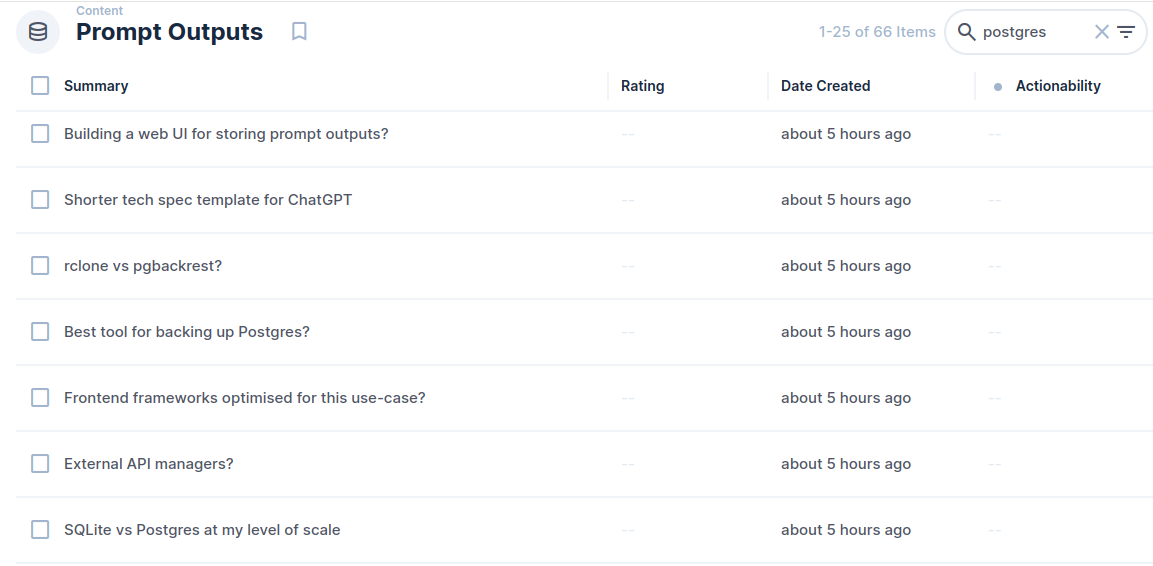 Content
Prompt Outputs
1-25 of 66 Items
postgres
Summary Rating Date Created Actionability
Building a web UI for storing prompt outputs? -- about 5 hours ago --
Shorter tech spec template for ChatGPT -- about 5 hours ago --
rclone vs pgbackrest? -- about 5 hours ago --
Best tool for backing up Postgres? -- about 5 hours ago --
Frontend frameworks optimised for this use-case? -- about 5 hours ago --
External API managers? -- about 5 hours ago --
SQLite vs Postgres at my level of scale -- about 5 hours ago --